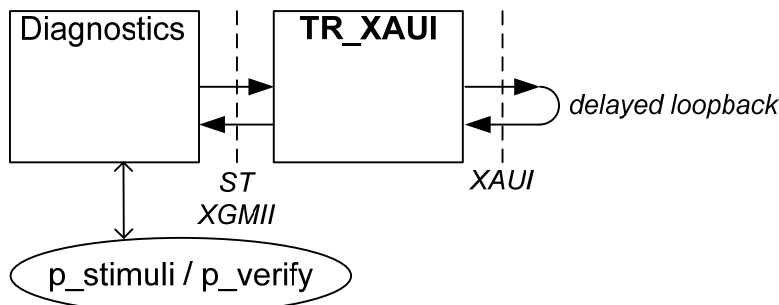 Diagnostics
TR_XAUI
delayed loopback
ST
XGMII
XAUI
p_stimuli / p_verify